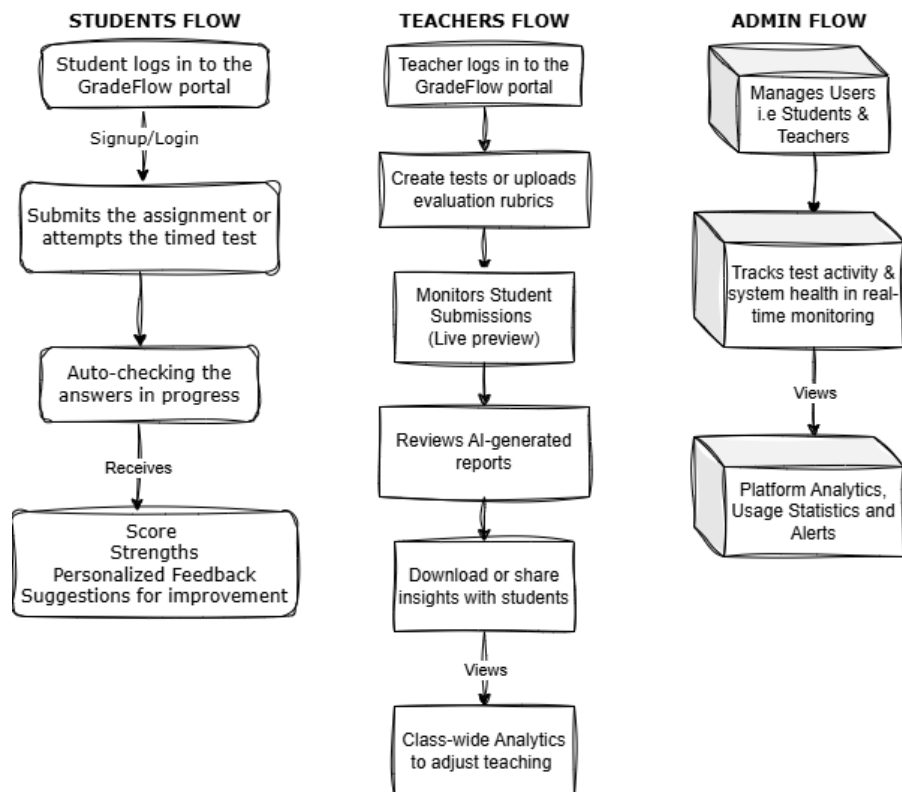 STUDENTS FLOW
Student logs in to the
GradeFlow portal
Signup/Login
Submits the assignment or
attempts the timed test
Auto-checking the
answers in progress
Receives
Score
Strengths
Personalized Feedback
Suggestions for improvement
TEACHERS FLOW
Teacher logs in to the
GradeFlow portal
Create tests or uploads
evaluation rubrics
Monitors Student
Submissions
(Live preview)
Reviews AI-generated
reports
Download or share
insights with students
Views
Class-wide Analytics
to adjust teaching
ADMIN FLOW
Manages Users
i.e Students &
Teachers
Tracks test activity &
system health in real-
time monitoring
Views
Platform Analytics,
Usage Statistics and
Alerts